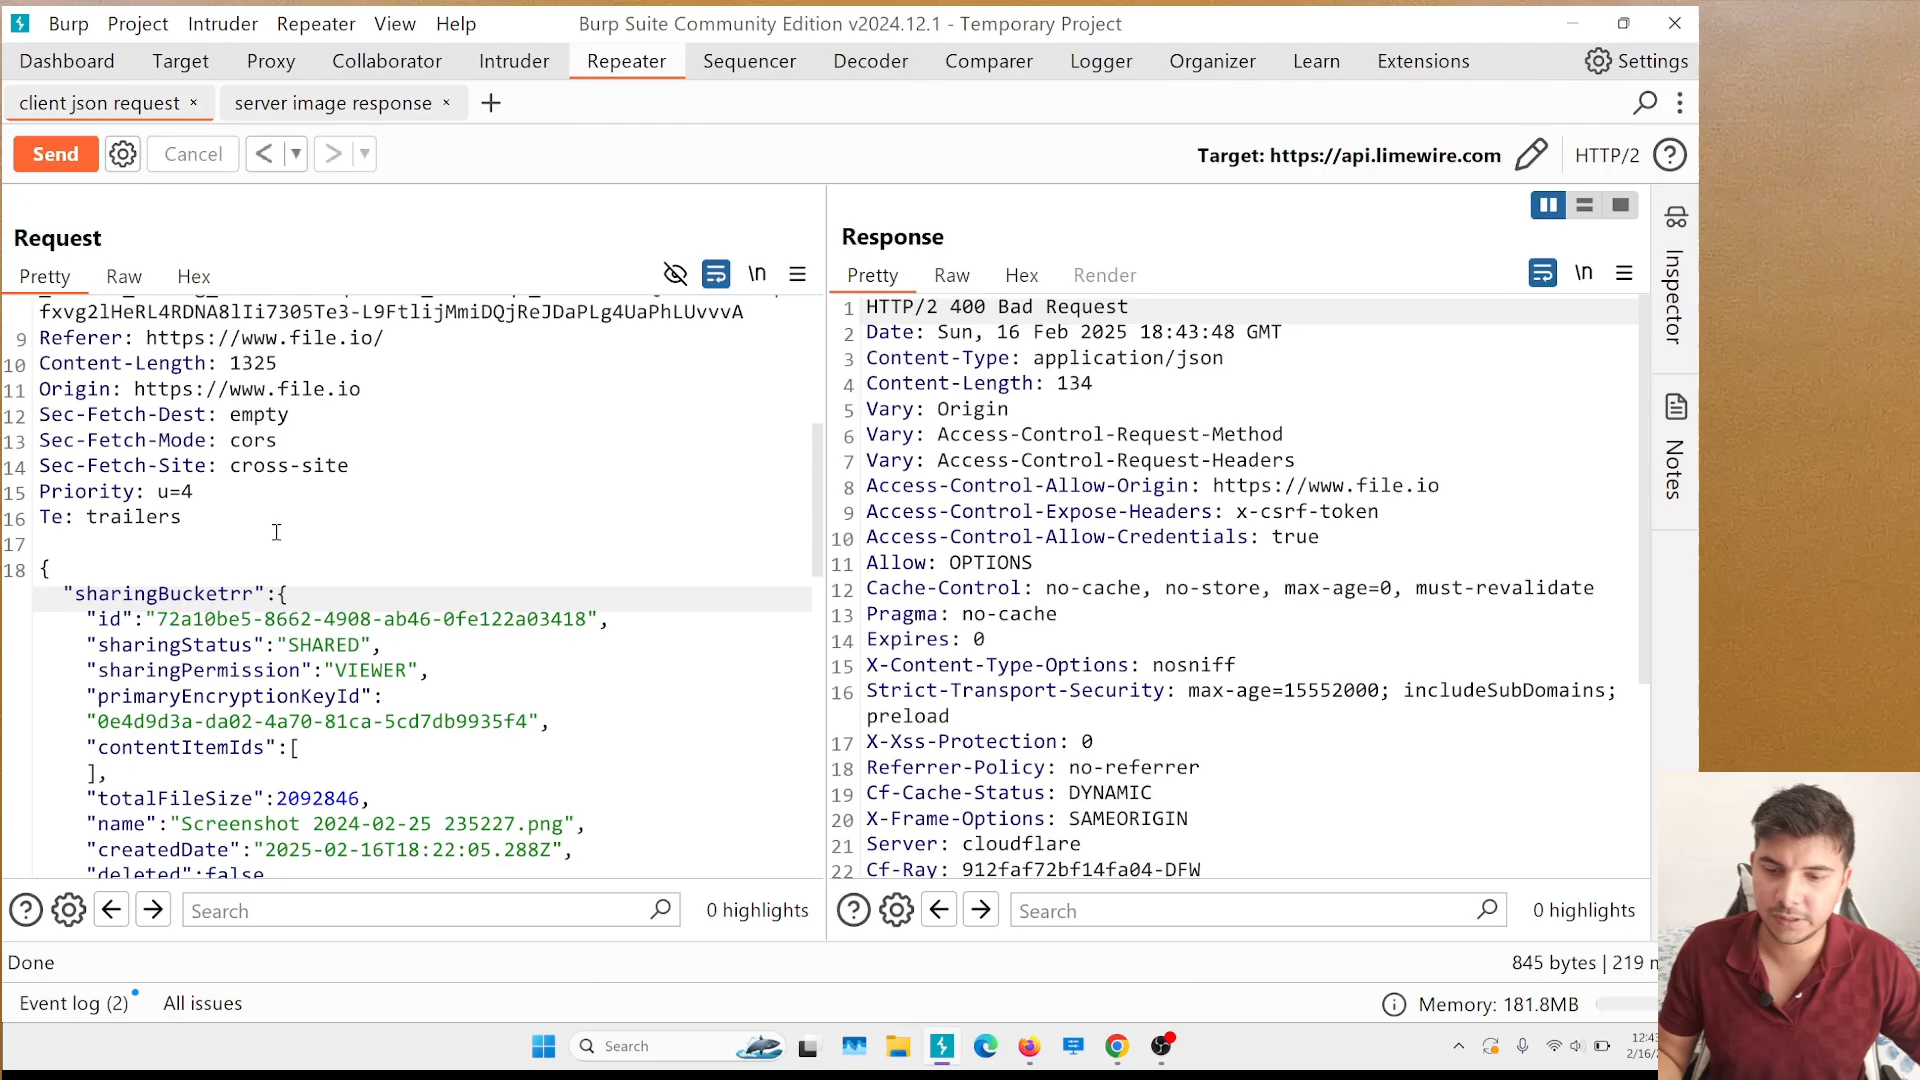 Burp Project Intruder Repeater View Help Burp Suite Community Edition v2024.12.1 - Temporary Project
Dashboard Target Proxy Collaborator Intruder Repeater Sequencer Decoder Comparer Logger Organizer Learn Extensions Settings
client json request × server image response × +
Send Cancel < > Target: https://api.limewire.com HTTP/2
Request
Pretty Raw Hex \n
fxvg2lHeRL4RDNA8lIi7305Te3-L9FtlijMmiDQjReJDaPLg4UaPhLUvvvA
9 Referer: https://www.file.io/
10 Content-Length: 1325
11 Origin: https://www.file.io
12 Sec-Fetch-Dest: empty
13 Sec-Fetch-Mode: cors
14 Sec-Fetch-Site: cross-site
15 Priority: u=4
16 Te: trailers
17
18 {
"sharingBucketrr":{
"id":"72a10be5-8662-4908-ab46-0fe122a03418",
"sharingStatus":"SHARED",
"sharingPermission":"VIEWER",
"primaryEncryptionKeyId":
"0e4d9d3a-da02-4a70-81ca-5cd7db9935f4",
"contentItemIds":[
],
"totalFileSize":2092846,
"name":"Screenshot 2024-02-25 235227.png",
"createdDate":"2025-02-16T18:22:05.288Z",
"deleted":false
Search 0 highlights
Response
Pretty Raw Hex Render \n
1 HTTP/2 400 Bad Request
2 Date: Sun, 16 Feb 2025 18:43:48 GMT
3 Content-Type: application/json
4 Content-Length: 134
5 Vary: Origin
6 Vary: Access-Control-Request-Method
7 Vary: Access-Control-Request-Headers
8 Access-Control-Allow-Origin: https://www.file.io
9 Access-Control-Expose-Headers: x-csrf-token
10 Access-Control-Allow-Credentials: true
11 Allow: OPTIONS
12 Cache-Control: no-cache, no-store, max-age=0, must-revalidate
13 Pragma: no-cache
14 Expires: 0
15 X-Content-Type-Options: nosniff
16 Strict-Transport-Security: max-age=15552000; includeSubDomains;
preload
17 X-Xss-Protection: 0
18 Referrer-Policy: no-referrer
19 Cf-Cache-Status: DYNAMIC
20 X-Frame-Options: SAMEORIGIN
21 Server: cloudflare
22 Cf-Ray: 912faf72bf14fa04-DFW
Search 0 highlights
Inspector
Notes
Done 845 bytes | 219
Event log (2) All issues Memory: 181.8MB
Search